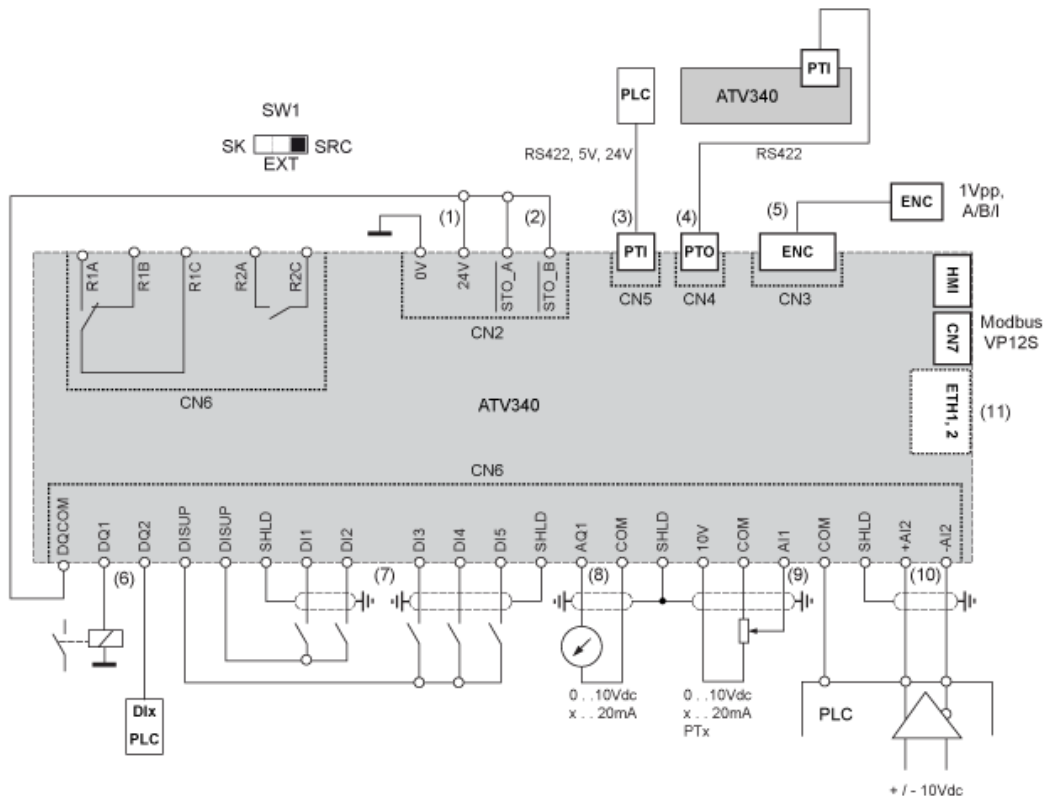 PTI
PLC
ATV340
SW1
SK
SRC
EXT
RS422, 5V, 24V
RS422
(1)
(2)
(3)
(4)
(5)
ENC
1Vpp,
A/B/I
R1A
R1B
R1C
R2A
R2C
0V
24V
STO_A
STO_B
PTI
PTO
ENC
CN5
CN4
CN3
CN2
CN6
HMI
CN7
Modbus
VP12S
ATV340
ETH1, 2
(11)
CN6
DQCOM
DQ1
DQ2
DISUP
DISUP
SHLD
DI1
DI2
DI3
DI4
DI5
SHLD
AQ1
COM
SHLD
10V
COM
AI1
COM
SHLD
+AI2
-AI2
(6)
(7)
(8)
(9)
(10)
DIx
PLC
0 . . 10Vdc
x . . 20mA
0 . . 10Vdc
x . . 20mA
PTx
PLC
+ / - 10Vdc